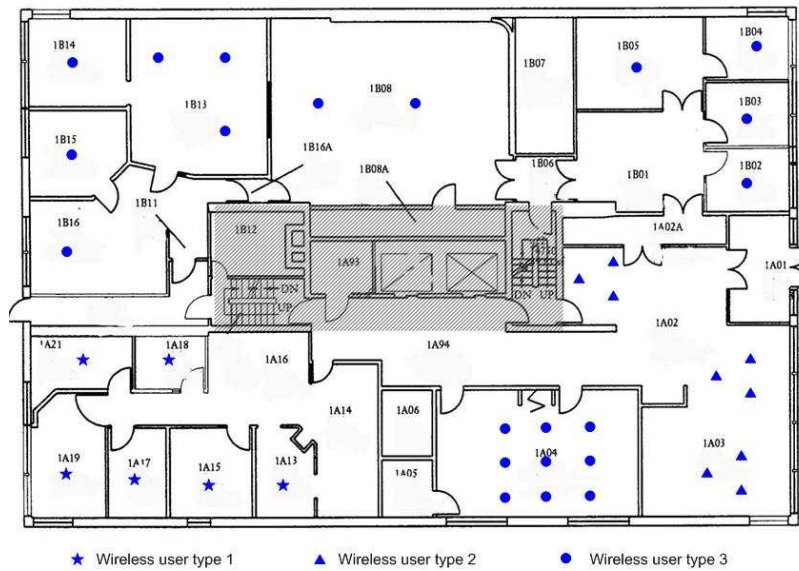 1B14
1B13
1B08
1B07
1B05
1B04
1B03
1B15
1B16A
1B08A
1B06
1B01
1B02
1B11
1B16
1B12
1A02A
1A93
1A01
DN
UP
DN UP
1A02
1A21
1A18
1A16
1A94
1A14
1A06
1A03
1A04
1A19
1A17
1A15
1A13
1A05
Wireless user type 1
Wireless user type 2
Wireless user type 3